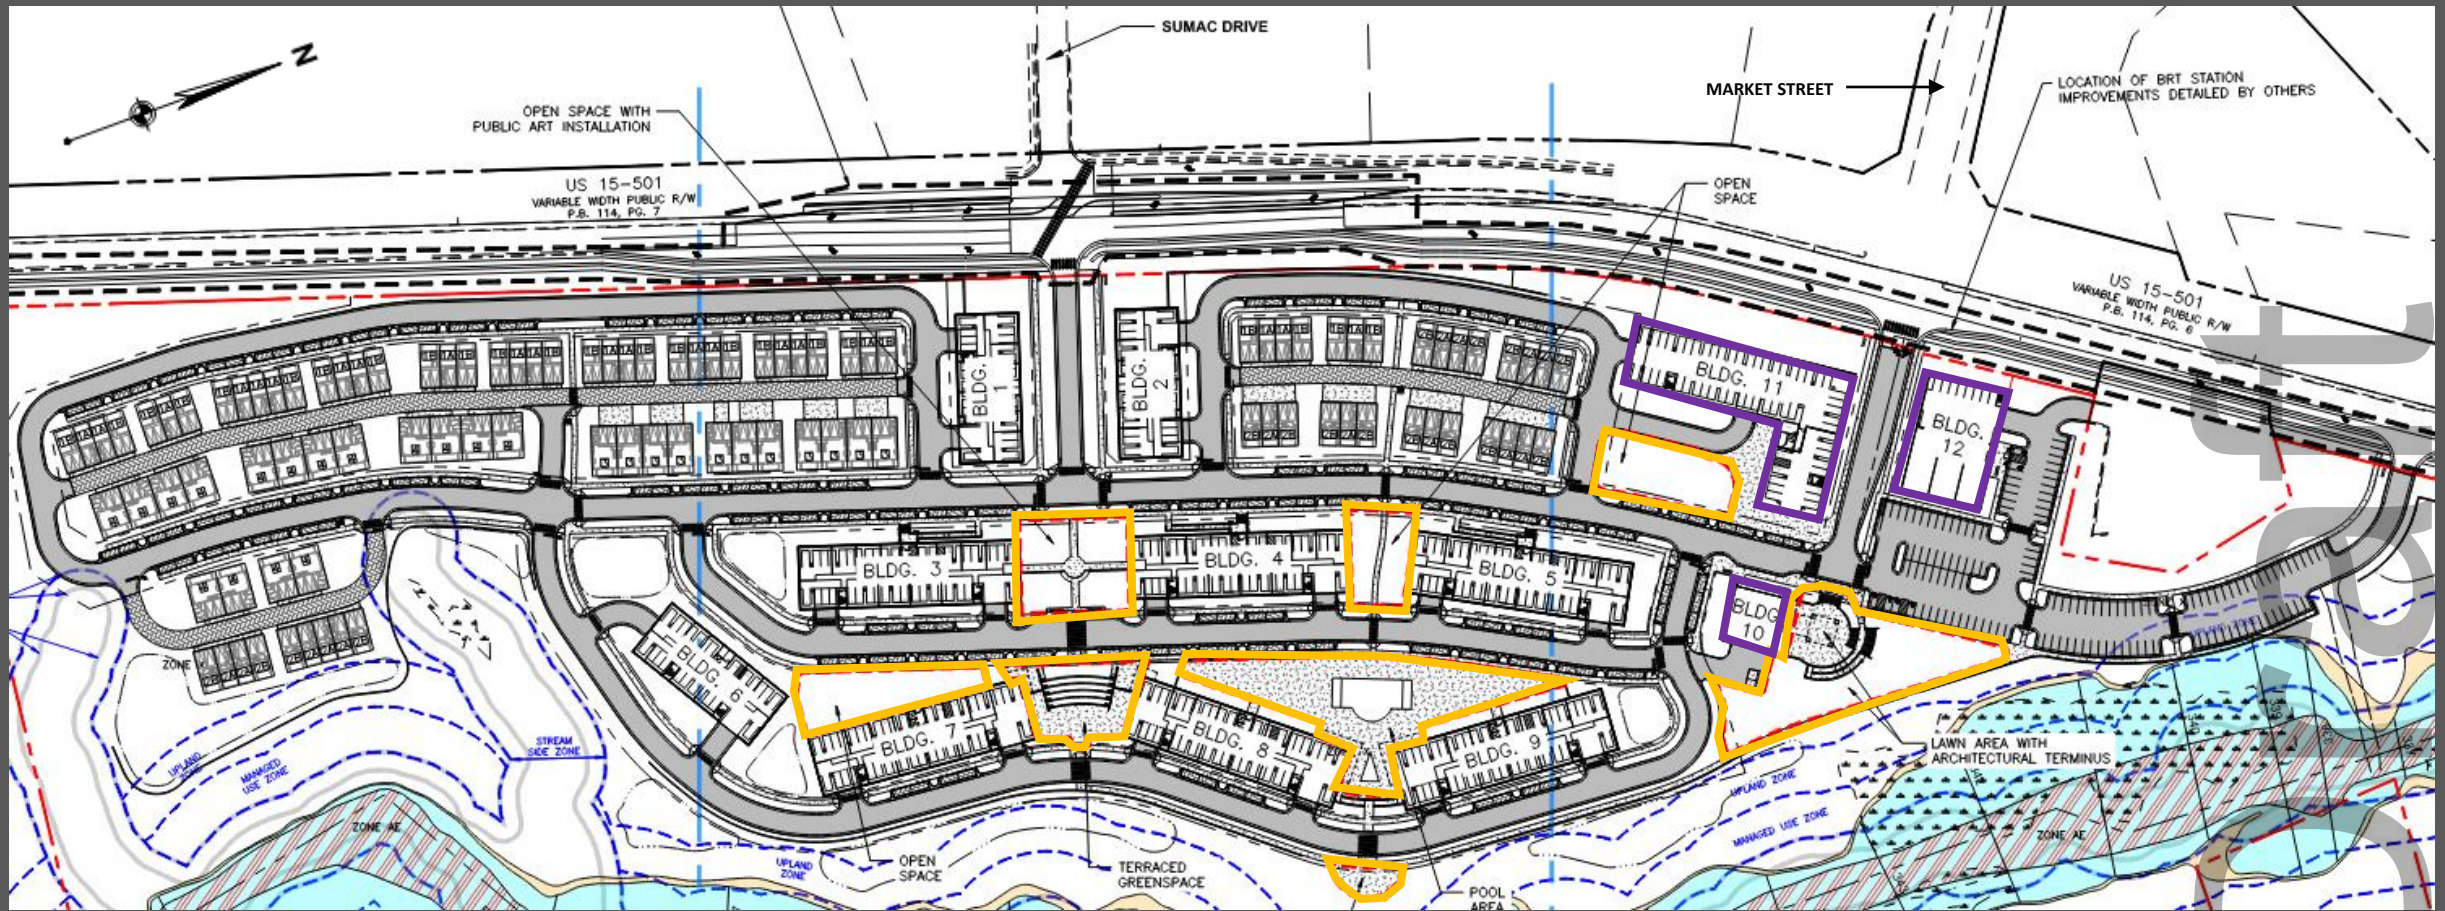 SUMAC DRIVE
N
MARKET STREET
LOCATION OF BRT STATION
IMPROVEMENTS DETAILED BY OTHERS
OPEN SPACE WITH
PUBLIC ART INSTALLATION
US 15-501
VARIABLE WIDTH PUBLIC R/W
P.B. 114, PG. 7
OPEN
SPACE
US 15-501
VARIABLE WIDTH PUBLIC R/W
P.B. 114, PG. 6
BLDG. 1
BLDG. 2
BLDG. 11
BLDG.
12
BLDG. 3
BLDG. 4
BLDG. 5
BLDG
10
BLDG 6
BLDG. 7
BLDG. 8
BLDG. 9
ZONE
UPLAND
ZONE
MANAGED
USE ZONE
STREAM
SIDE ZONE
ZONE AE
UPLAND
ZONE
OPEN
SPACE
TERRACED
GREENSPACE
POOL
AREA
UPLAND ZONE
MANAGED USE ZONE
LAWN AREA WITH
ARCHITECTURAL TERMINUS
UPLAND ZONE
ZONE AE